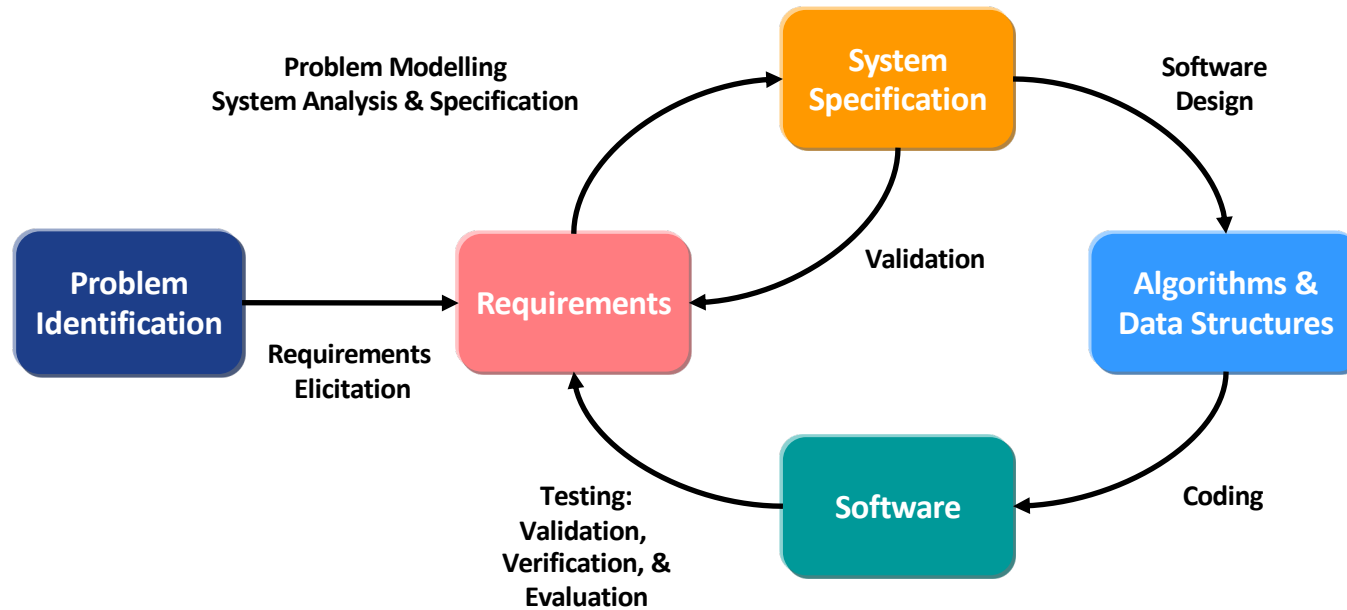 Problem Modelling
System Analysis & Specification
System
Specification
Software
Design
Problem
Identification
Requirements
Elicitation
Requirements
Validation
Algorithms &
Data Structures
Testing:
Validation,
Verification, &
Evaluation
Software
Coding